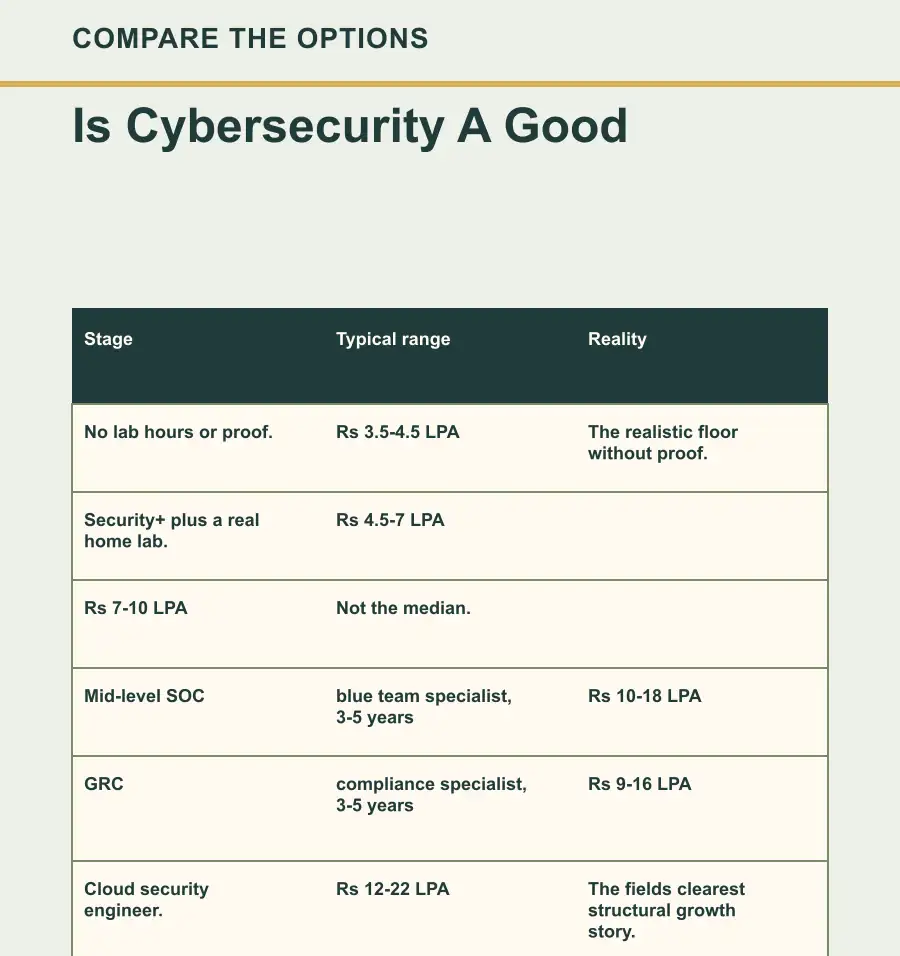 COMPARE THE OPTIONS
Is Cybersecurity A Good
Stage Typical range Reality
No lab hours or proof. Rs 3.5-4.5 LPA The realistic floor
without proof.
Security+ plus a real Rs 4.5-7 LPA
home lab.
Rs 7-10 LPA Not the median.
Mid-level SOC blue team specialist, Rs 10-18 LPA
3-5 years
GRC compliance specialist, Rs 9-16 LPA
3-5 years
Cloud security Rs 12-22 LPA The fields clearest
engineer. structural growth
story.